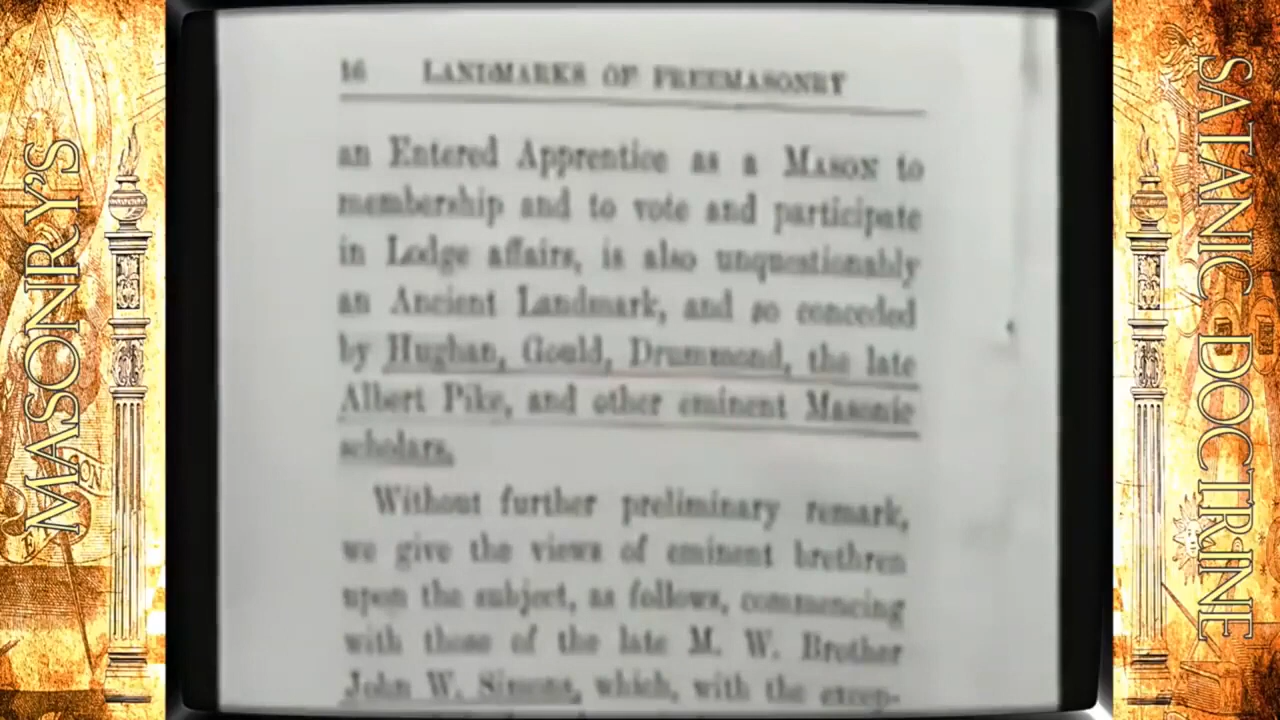 MASONRY'S
16 LANDMARKS OF FREEMASONRY
an Entered Apprentice as a MASON to
membership and to vote and participate
in Lodge affairs, is also unquestionably
an Ancient Landmark, and so conceded
by Hughan, Gould, Drummond, the late
Albert Pike, and other eminent Masonic
scholars.
Without further preliminary remark,
we give the views of eminent brethren
upon the subject, as follows, commencing
with those of the late M. W. Brother
John W. Simons, which, with the excep-
SATANIC DOCTRINE